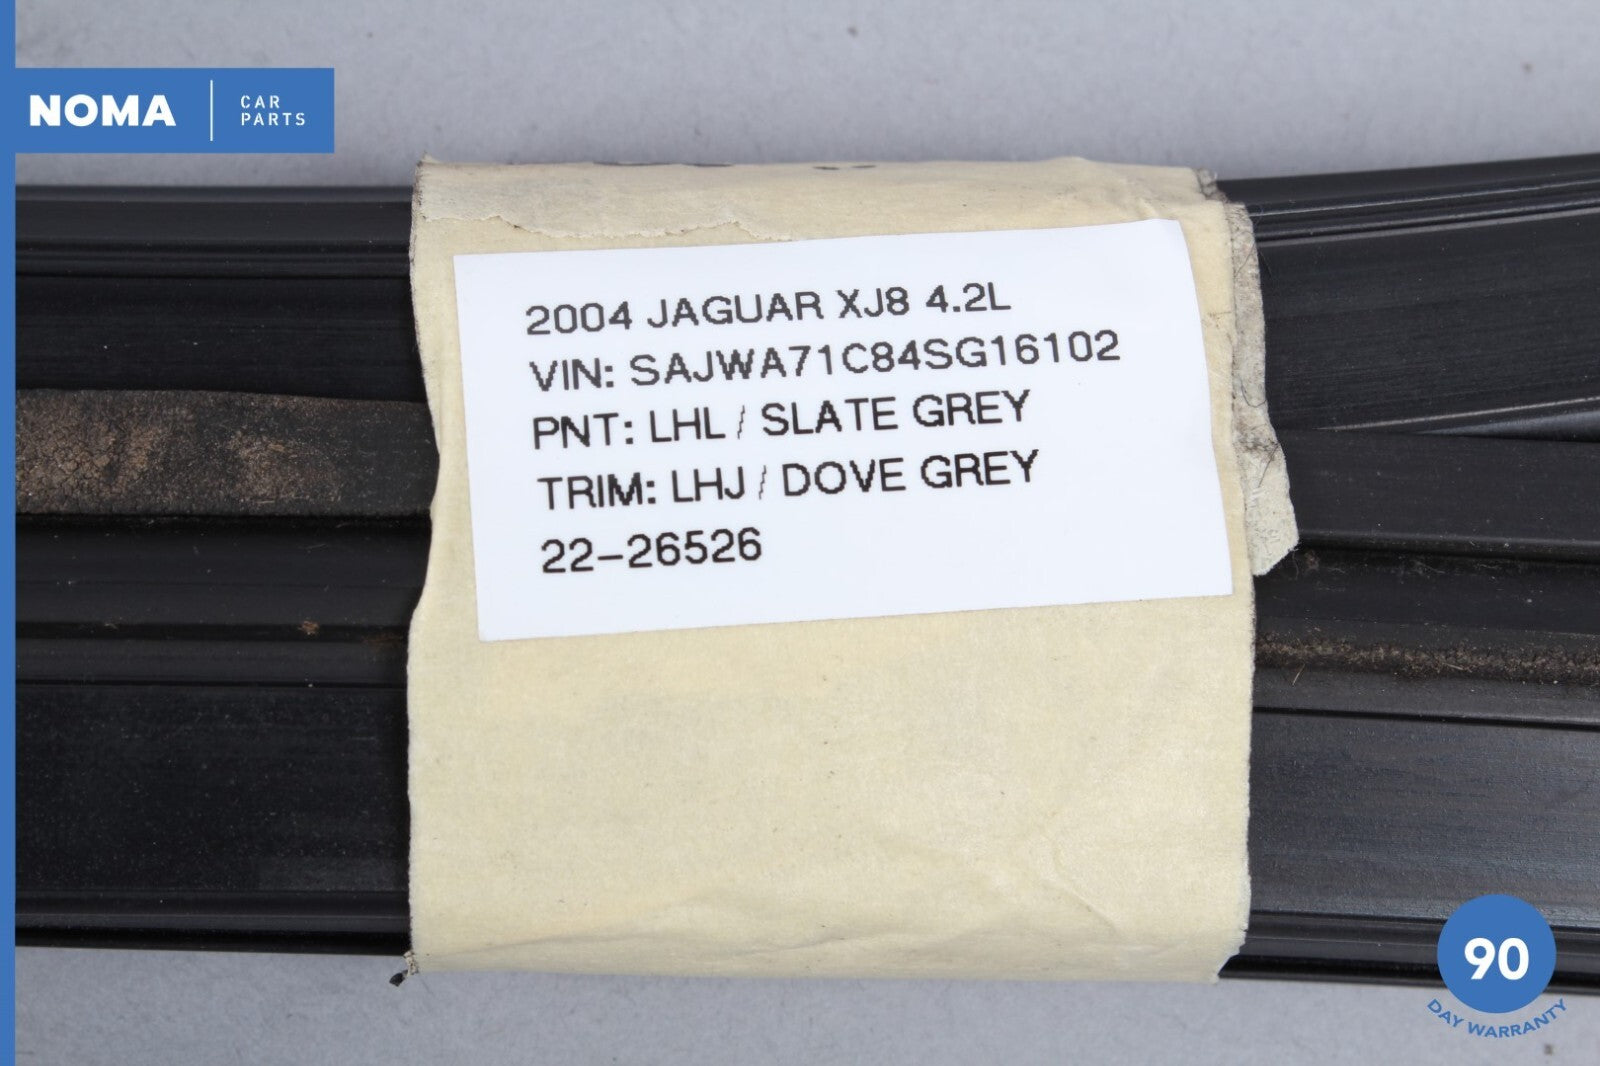 NOMA
CAR
PARTS
2004 JAGUAR XJ8 4.2L
VIN: SAJWA71C84SG16102
PNT: LHL / SLATE GREY
TRIM: LHJ / DOVE GREY
22-26526
90
DAY WARRANTY